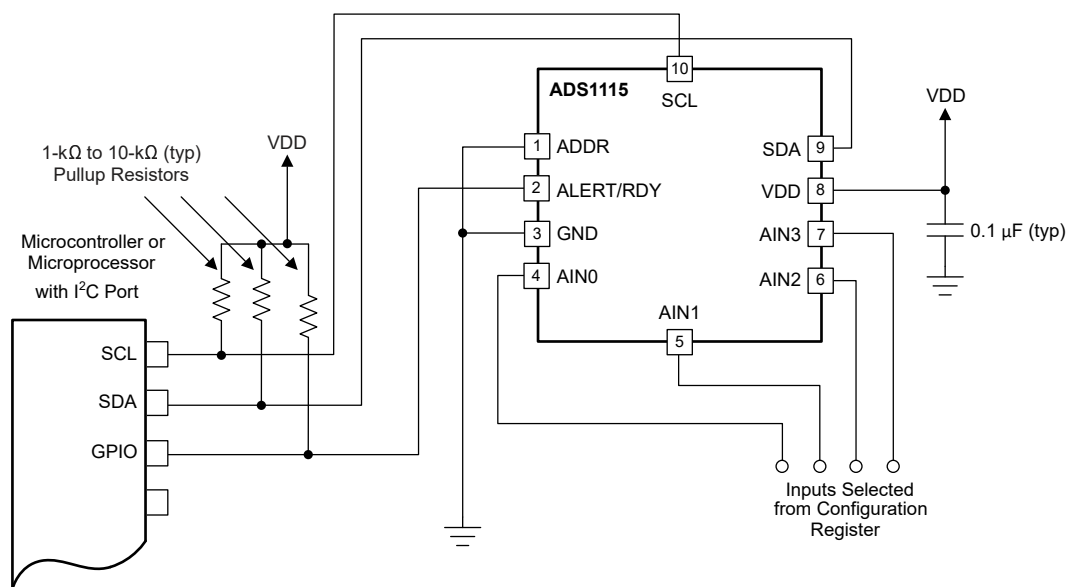 10
ADS1115
SCL
VDD
VDD
1-kΩ to 10-kΩ (typ)
Pullup Resistors
1
ADDR
SDA
9
2
ALERT/RDY
VDD
8
Microcontroller or
Microprocessor
with I²C Port
3
GND
AIN3
7
0.1 µF (typ)
4
AIN0
AIN2
6
AIN1
5
SCL
SDA
GPIO
Inputs Selected
from Configuration
Register